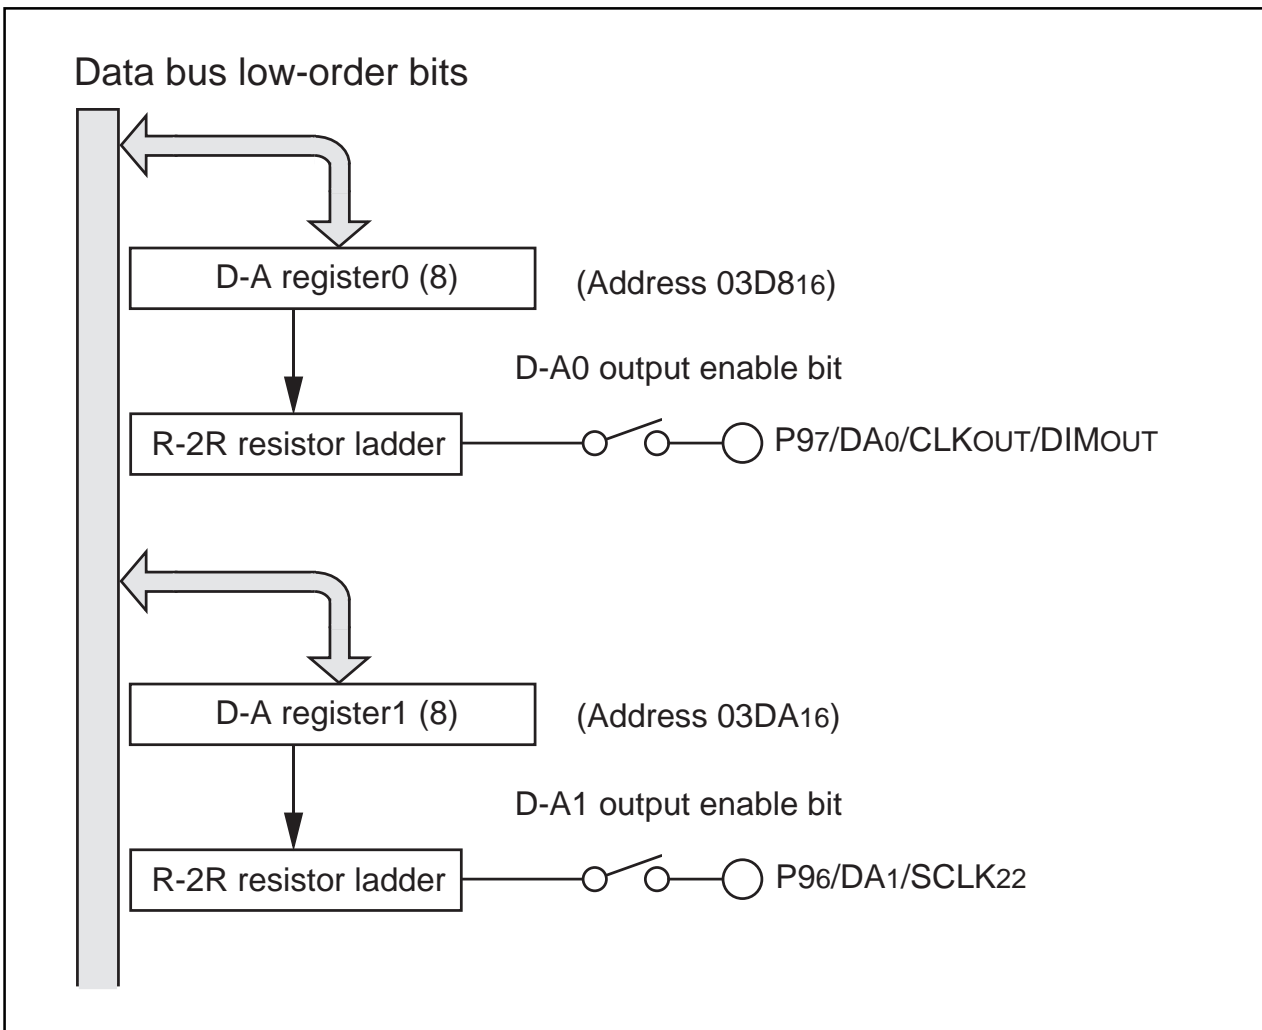 Data bus low-order bits
D-A register0 (8)
(Address 03D816)
D-A0 output enable bit
R-2R resistor ladder
P97/DA0/CLKOUT/DIMOUT
D-A register1 (8)
(Address 03DA16)
D-A1 output enable bit
R-2R resistor ladder
P96/DA1/SCLK22